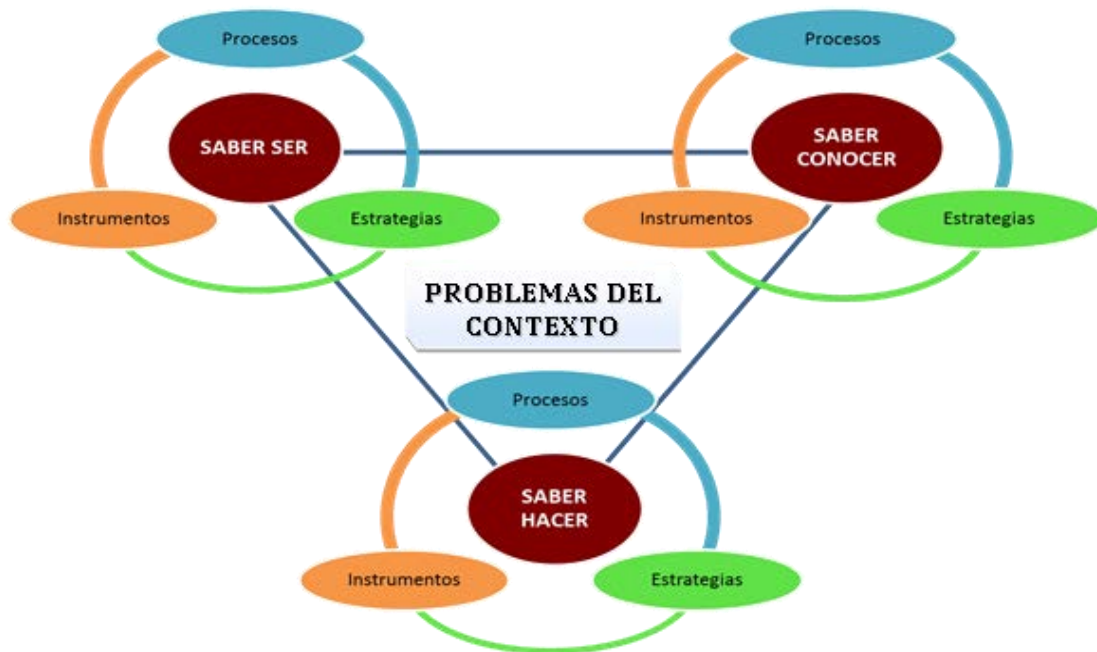 Procesos
SABER SER
Instrumentos
Estrategias
Procesos
SABER
CONOCER
Instrumentos
Estrategias
PROBLEMAS DEL
CONTEXTO
Procesos
SABER
HACER
Instrumentos
Estrategias